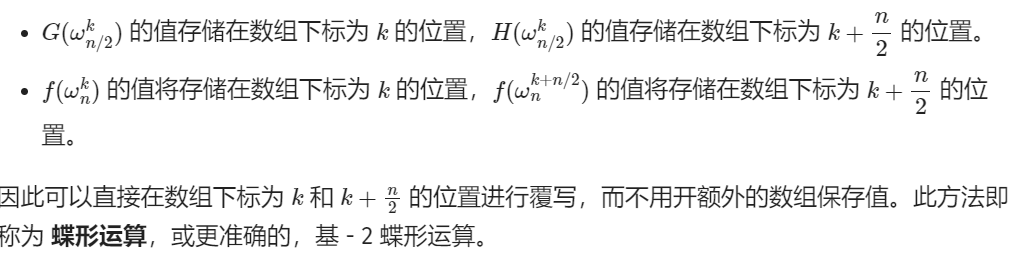 • G(ω_{n/2}^k) 的值存储在数组下标为 k 的位置，H(ω_{n/2}^k) 的值存储在数组下标为 k + \frac{n}{2} 的位置。
• f(ω_n^k) 的值将存储在数组下标为 k 的位置，f(ω_n^{k+n/2}) 的值将存储在数组下标为 k + \frac{n}{2} 的位
置。
因此可以直接在数组下标为 k 和 k + \frac{n}{2} 的位置进行覆写，而不用开额外的数组保存值。此方法即
称为 蝶形运算，或更准确的，基 - 2 蝶形运算。